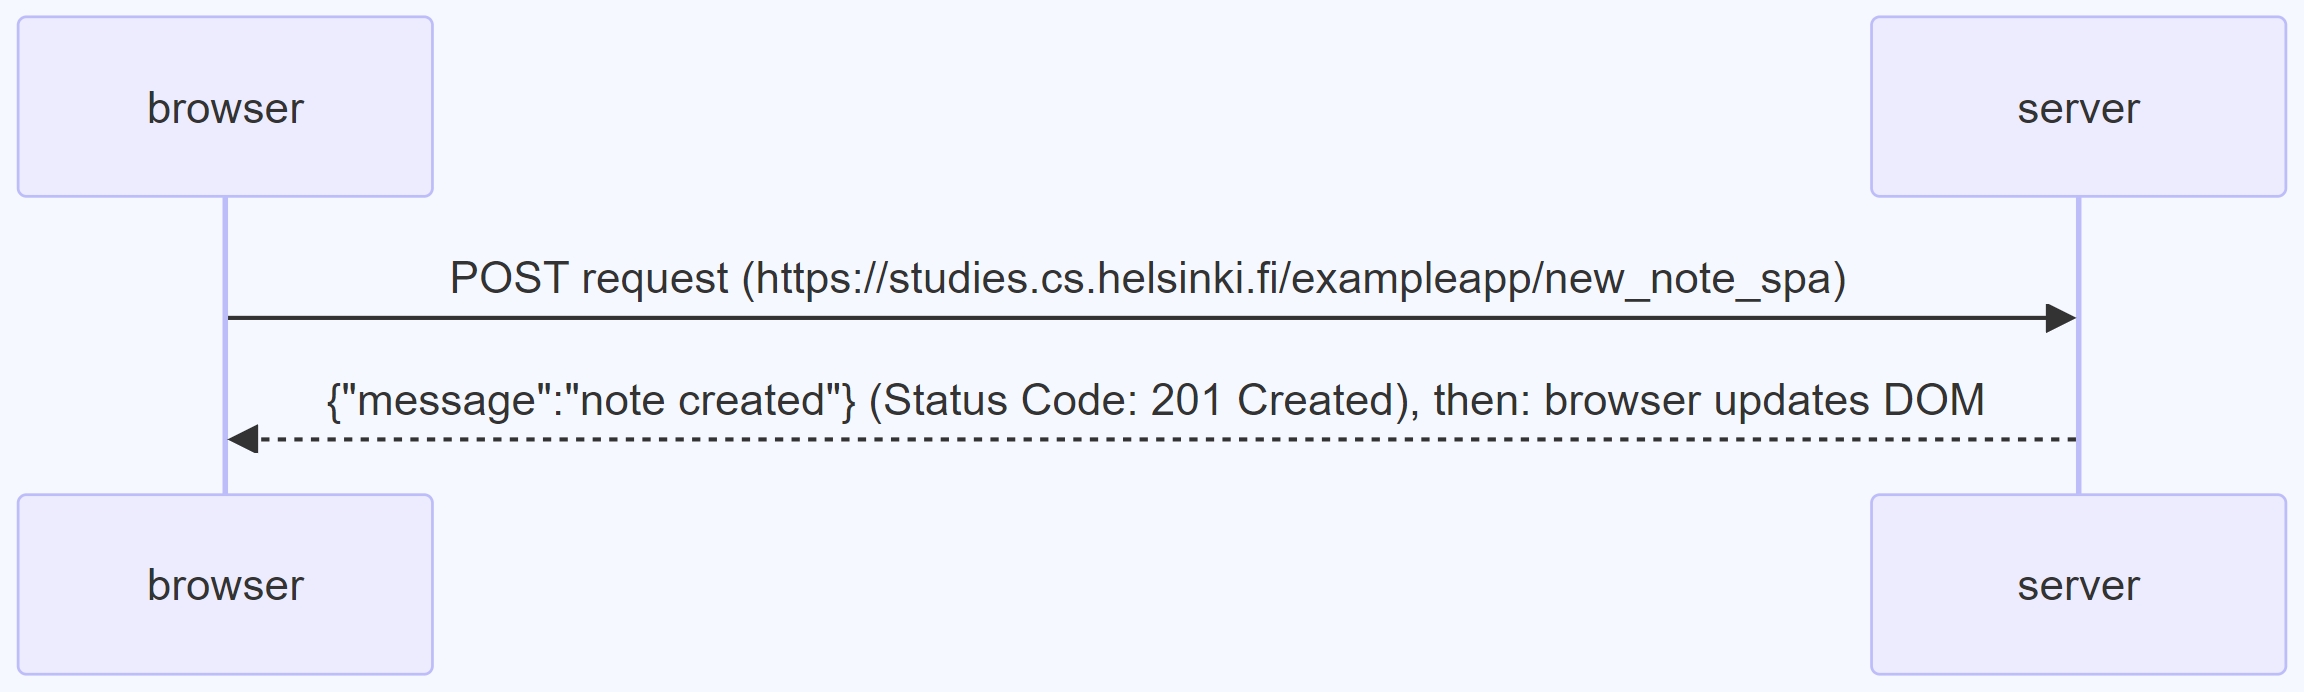 browser
server
POST request (https://studies.cs.helsinki.fi/exampleapp/new_note_spa)
{"message":"note created"} (Status Code: 201 Created), then: browser updates DOM
browser
server